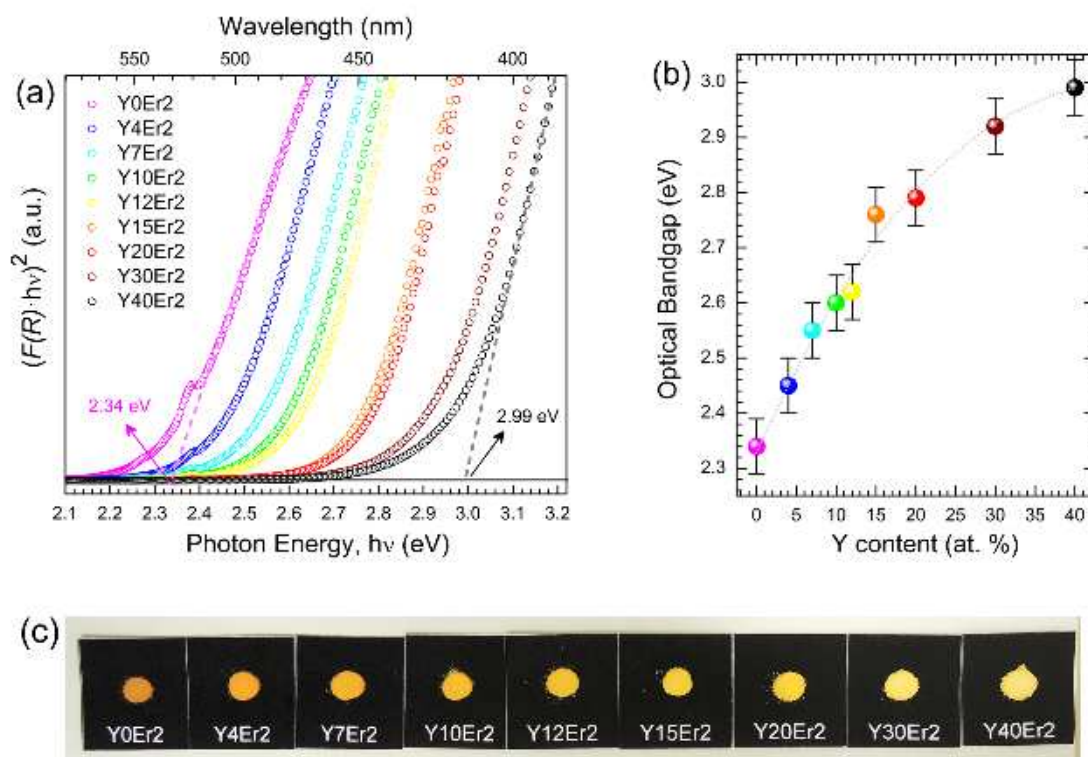 Wavelength (nm)
550 500 450 400
(a)
Y0Er2
Y4Er2
Y7Er2
Y10Er2
Y12Er2
Y15Er2
Y20Er2
Y30Er2
Y40Er2
(F(R)·hν)² (a.u.)
2.34 eV
2.99 eV
2.1 2.2 2.3 2.4 2.5 2.6 2.7 2.8 2.9 3.0 3.1 3.2
Photon Energy, hν (eV)
(b)
Optical Bandgap (eV)
3.0
2.9
2.8
2.7
2.6
2.5
2.4
2.3
0 5 10 15 20 25 30 35 40
Y content (at. %)
(c)
Y0Er2 Y4Er2 Y7Er2 Y10Er2 Y12Er2 Y15Er2 Y20Er2 Y30Er2 Y40Er2